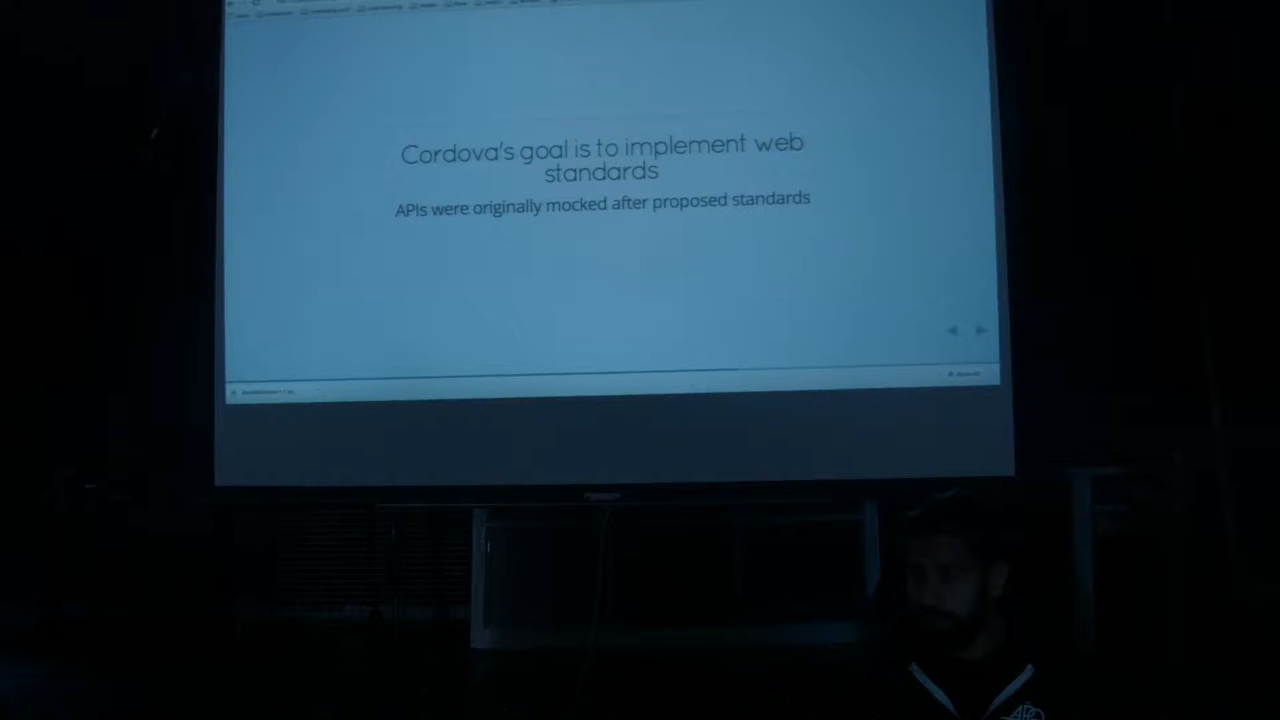 Cordova's goal is to implement web
standards
APIs were originally mocked after proposed standards